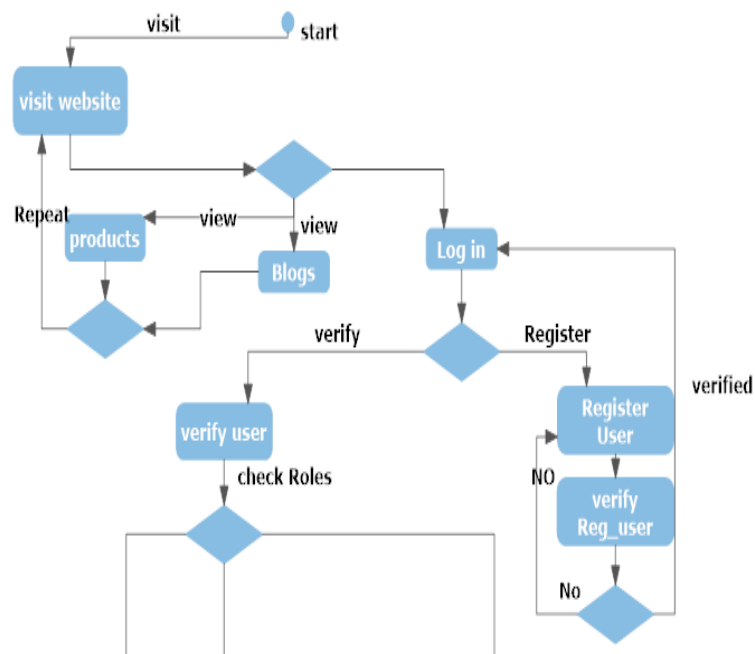 visit
start
visit website
Repeat
view
view
products
Log in
Blogs
verify
Register
verified
Register
User
verify user
check Roles
NO
verify
Reg_user
No